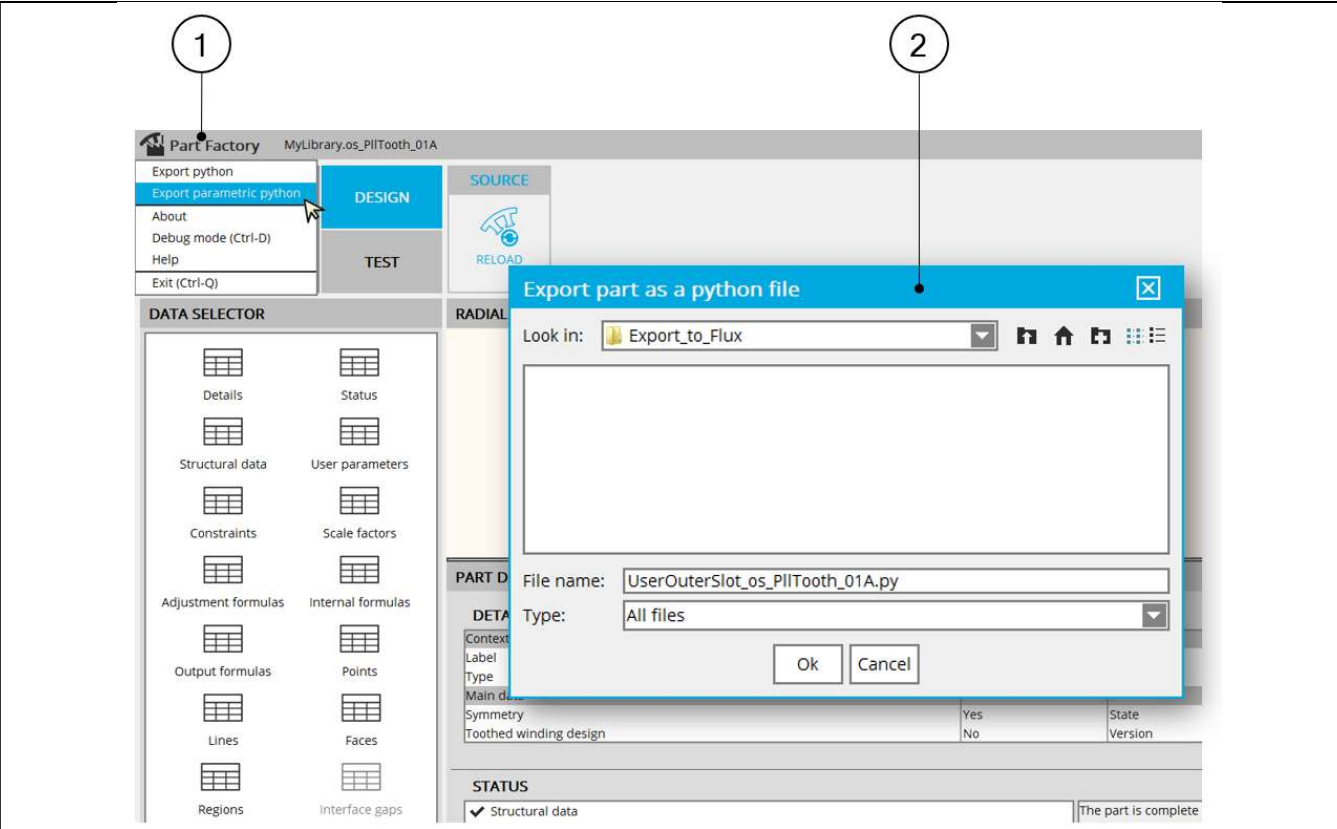 1
2
Part Factory MyLibrary.os_PllTooth_01A
Export python
Export parametric python
About
Debug mode (Ctrl-D)
Help
Exit (Ctrl-Q)
DESIGN
TEST
SOURCE
RELOAD
DATA SELECTOR
Details Status
Structural data User parameters
Constraints Scale factors
Adjustment formulas Internal formulas
Output formulas Points
Lines Faces
Regions Interface gaps
RADIAL
Export part as a python file
Look in: Export_to_Flux
File name: UserOuterSlot_os_PllTooth_01A.py
Type: All files
Ok Cancel
PART D
DETA
Context
Label
Type
Main da
Symmetry Yes State
Toothed winding design No Version
STATUS
Structural data The part is complete